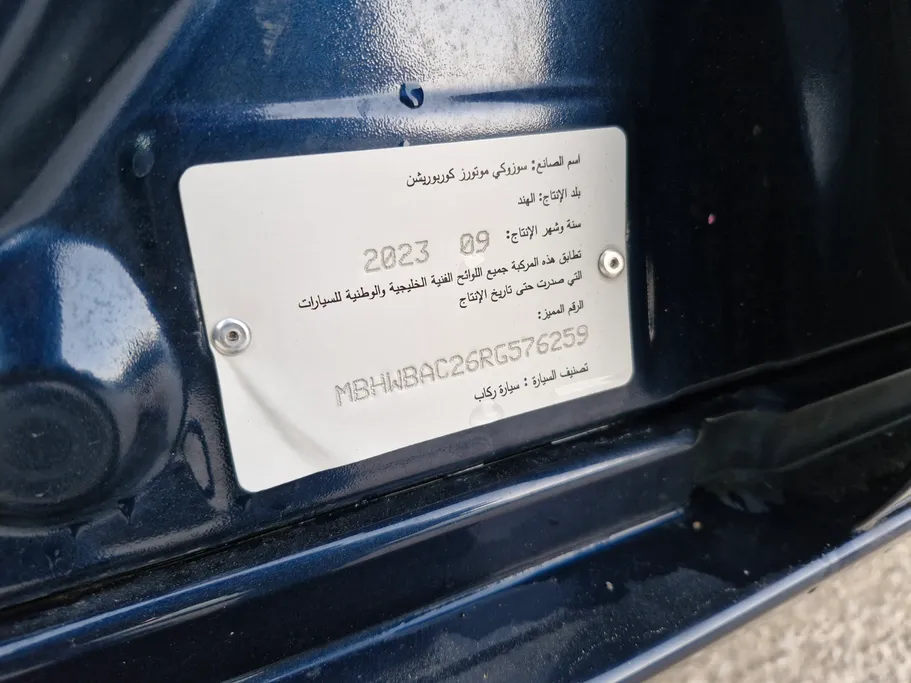 اسم الصانع: سوزوكي موتورز كوربوريشن
بلد الإنتاج: الهند
سنة وشهر الإنتاج: 09 2023
تطابق هذه المركبة جميع اللوائح الفنية الخليجية والوطنية للسيارات
التي صدرت حتى تاريخ الإنتاج
الرقم المميز:
MBHWBAC26RG576259
تصنيف السيارة : سيارة ركاب